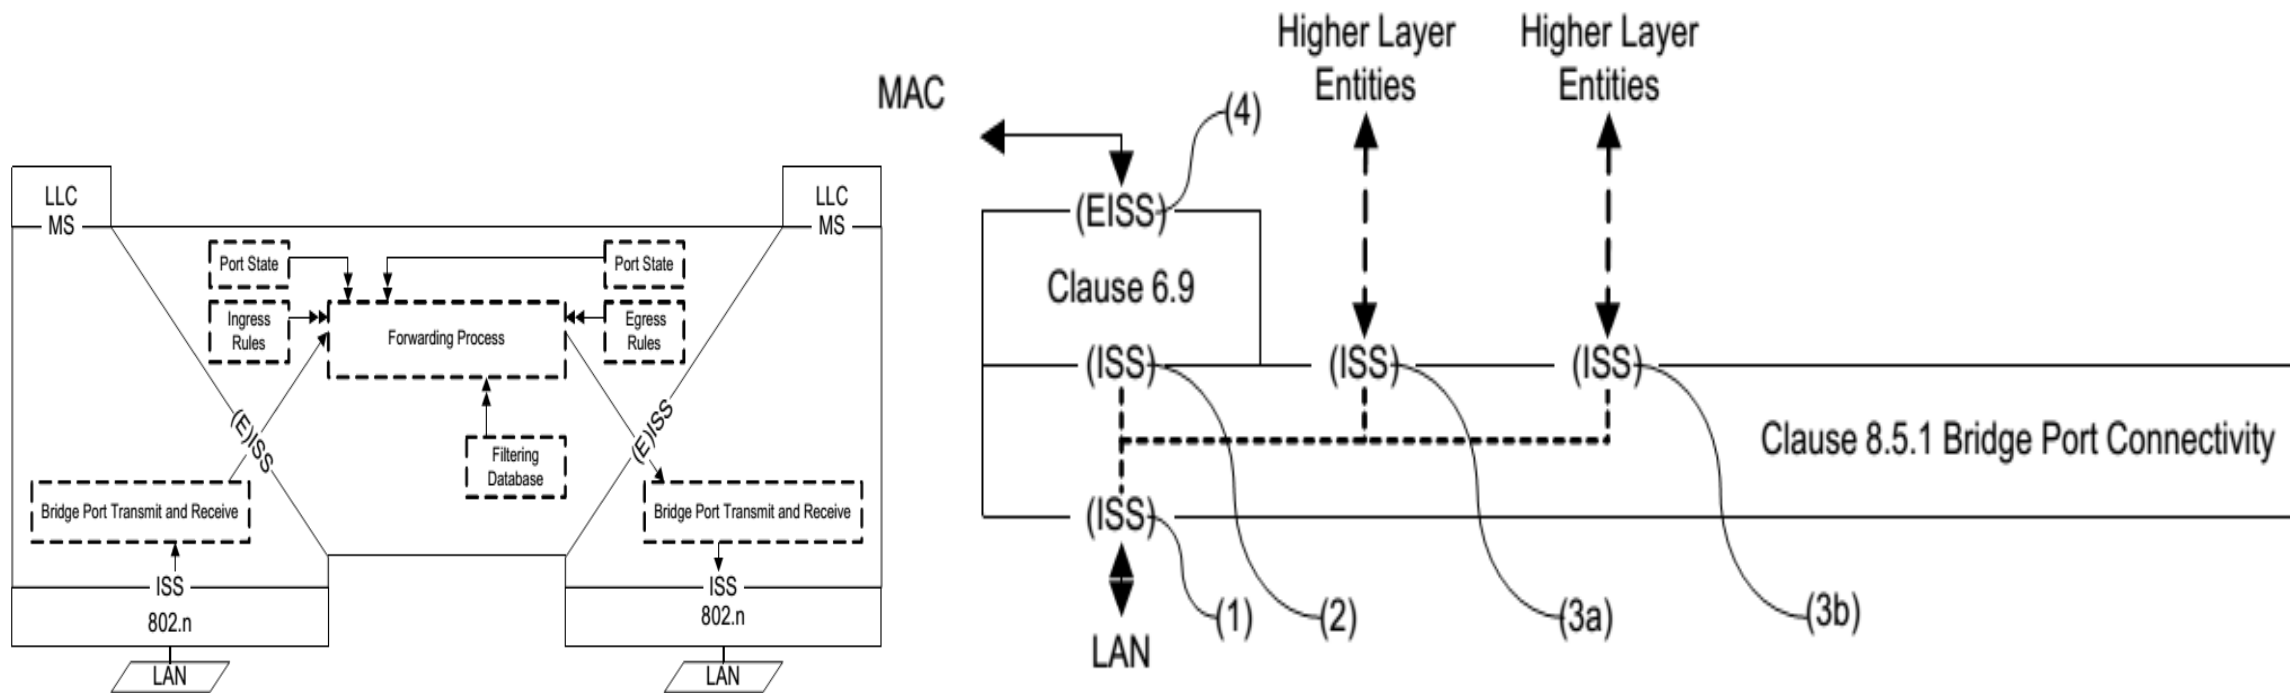 LLC
MS
LLC
MS
Port State
Port State
Ingress
Rules
Forwarding Process
Egress
Rules
(E)ISS
(E)ISS
Filtering
Database
Bridge Port Transmit and Receive
Bridge Port Transmit and Receive
ISS
ISS
802.n
802.n
LAN
LAN
Higher Layer
Entities
Higher Layer
Entities
MAC
(4)
(EISS)
Clause 6.9
(ISS)
(ISS)
(ISS)
Clause 8.5.1 Bridge Port Connectivity
(ISS)
(1)
(2)
(3a)
(3b)
LAN